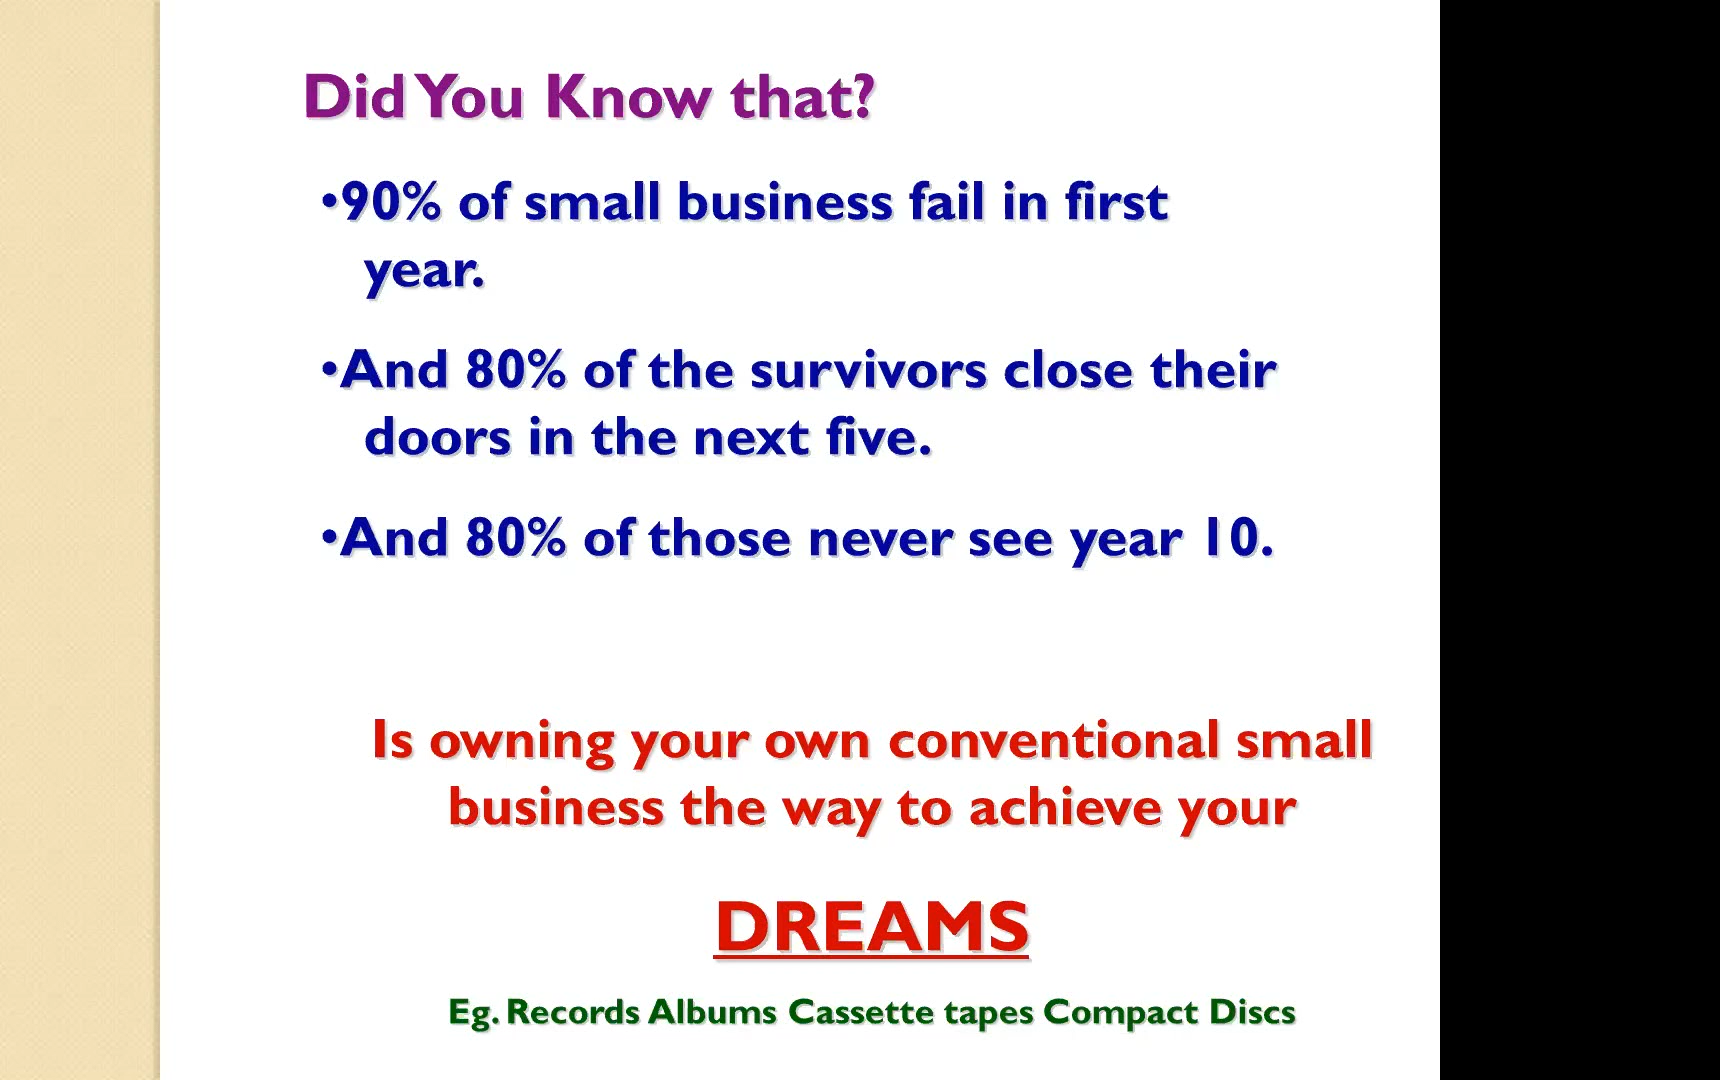 Did You Know that?
•90% of small business fail in first
year.
•And 80% of the survivors close their
doors in the next five.
•And 80% of those never see year 10.
Is owning your own conventional small
business the way to achieve your
DREAMS
Eg. Records Albums Cassette tapes Compact Discs